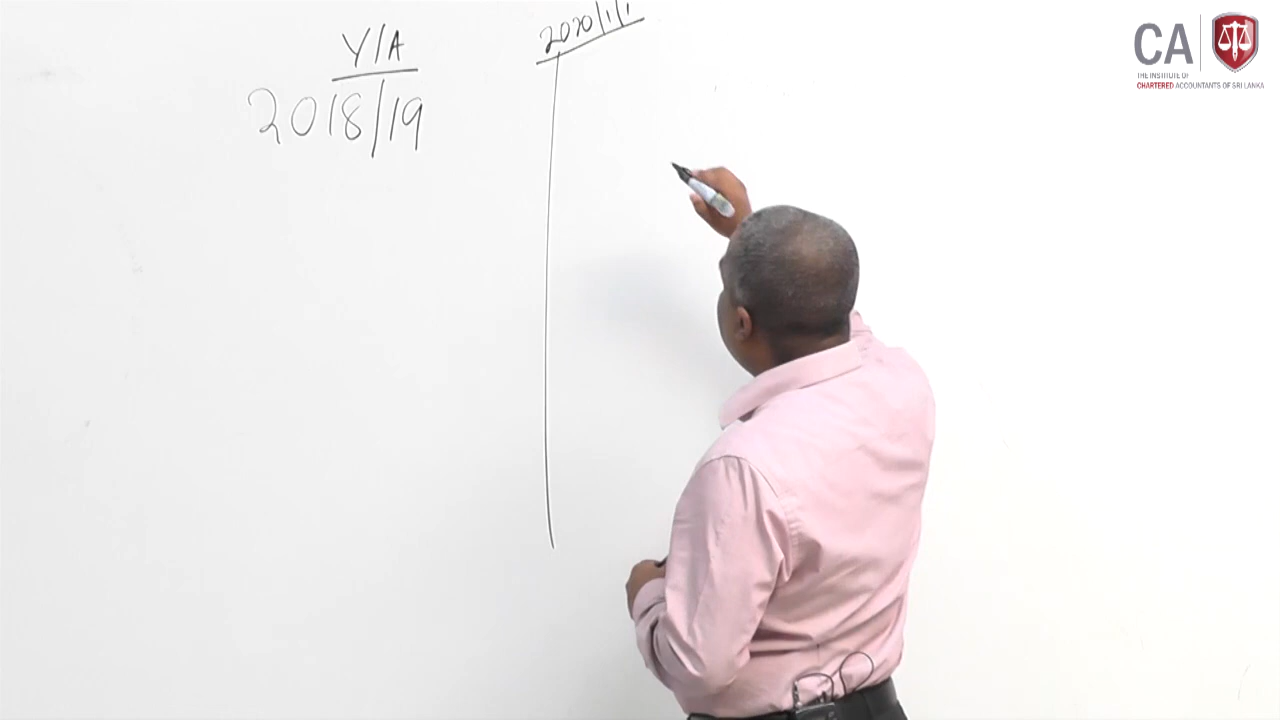 Y/A
2018/19
2020/1/1
CA
THE INSTITUTE OF
CHARTERED ACCOUNTANTS OF SRI LANKA